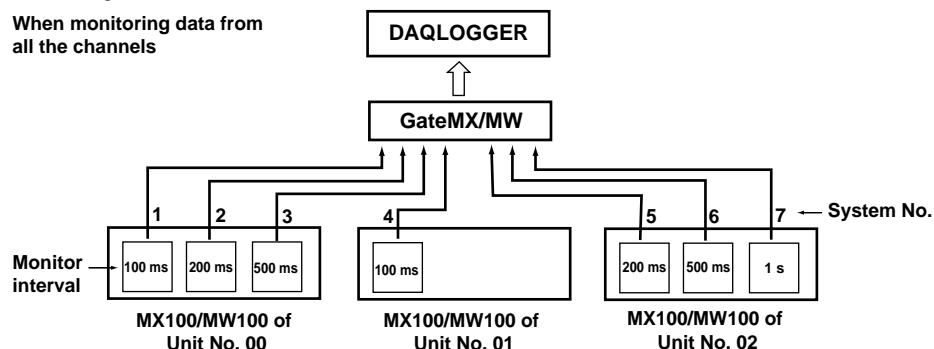 When monitoring data from
all the channels
DAQLOGGER
GateMX/MW
1 2 3 4 5 6 7 System No.
Monitor
interval
100 ms 200 ms 500 ms 100 ms 200 ms 500 ms 1 s
MX100/MW100 of
Unit No. 00
MX100/MW100 of
Unit No. 01
MX100/MW100 of
Unit No. 02